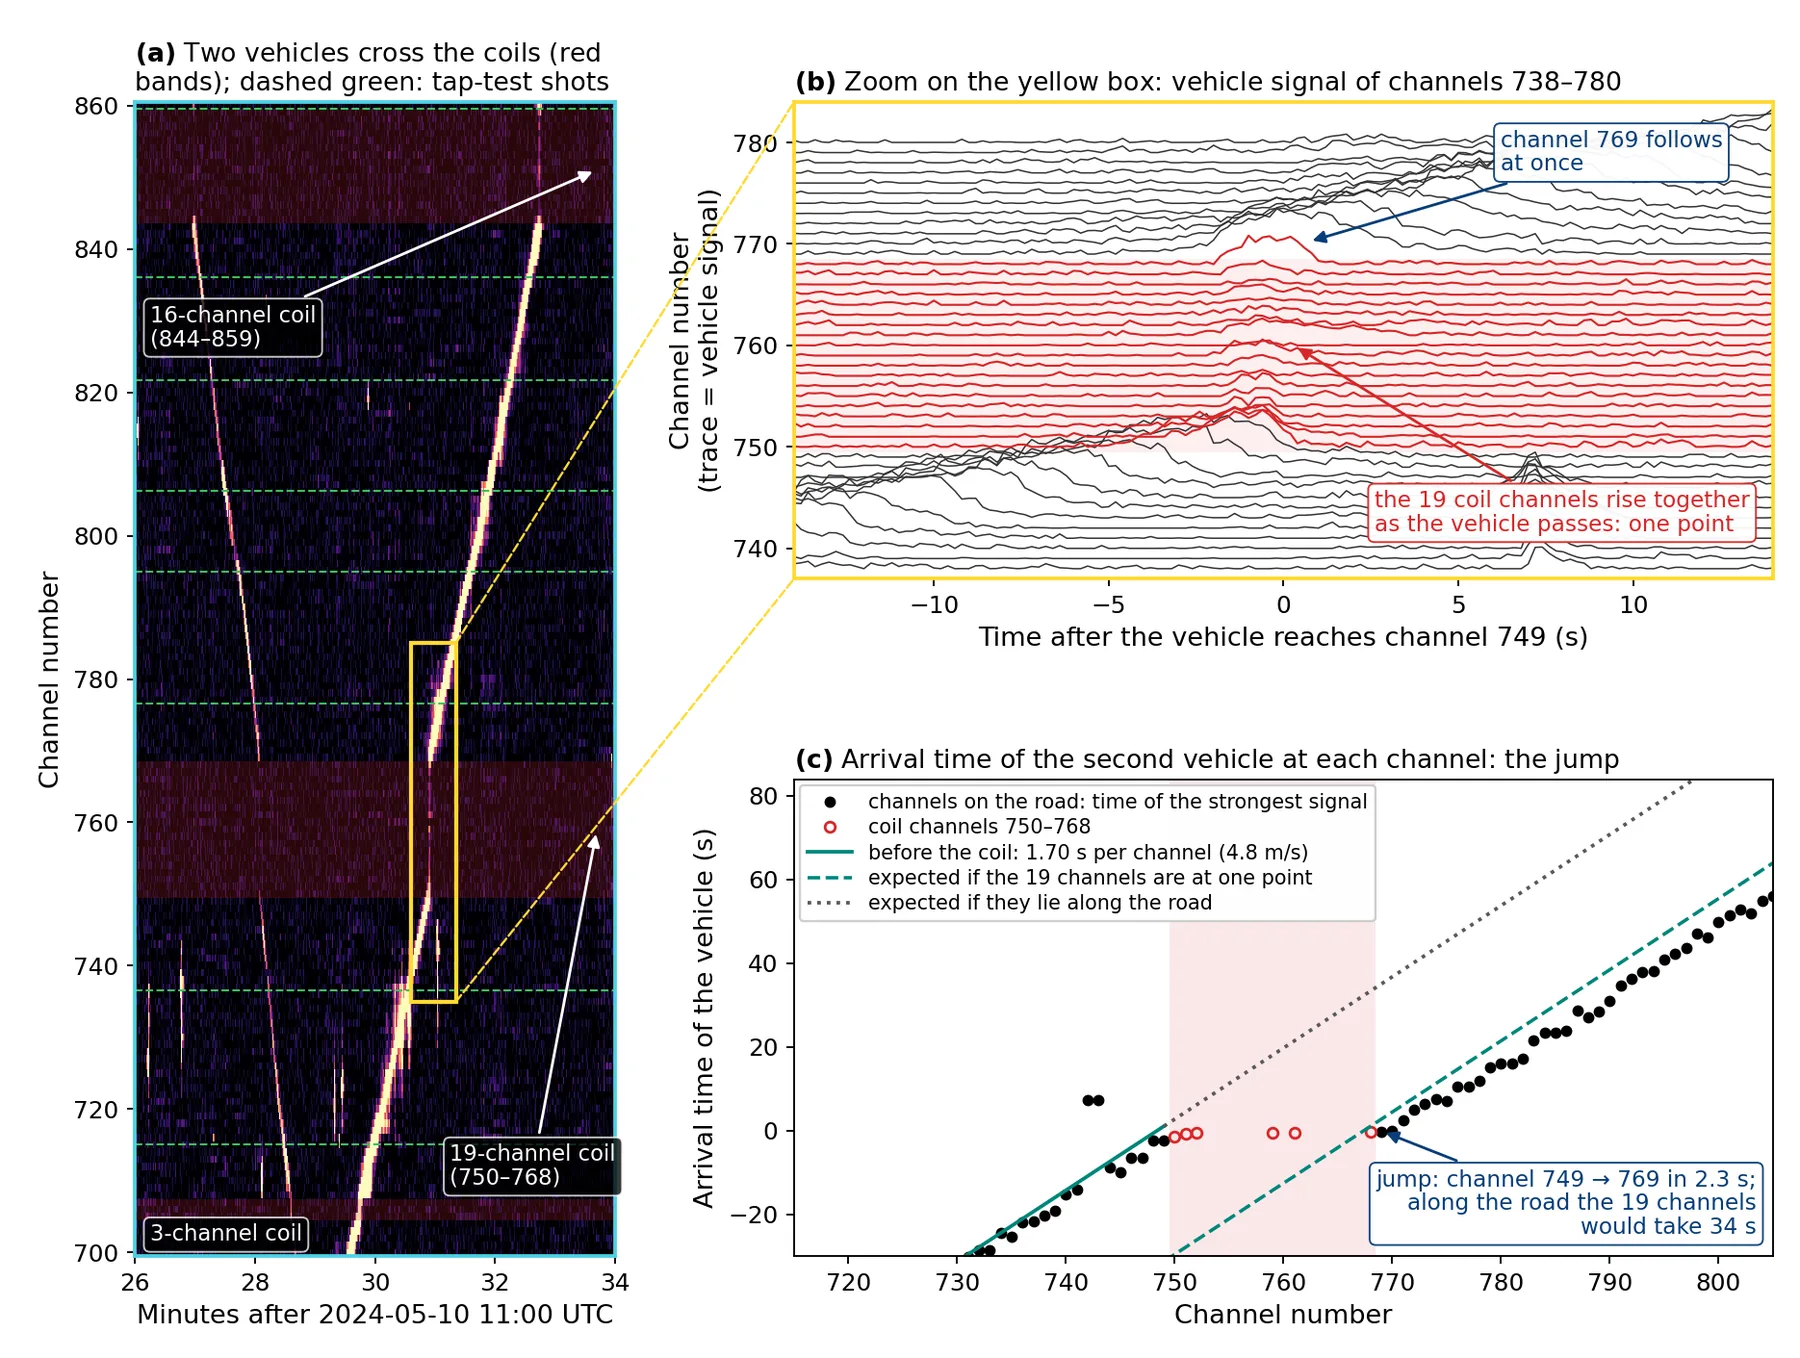 (a) Two vehicles cross the coils (red
bands); dashed green: tap-test shots
860
840
820
800
780
760
740
720
700
Channel number
16-channel coil
(844–859)
19-channel coil
(750–768)
3-channel coil
26
28
30
32
34
Minutes after 2024-05-10 11:00 UTC
(b) Zoom on the yellow box: vehicle signal of channels 738–780
780
770
760
750
740
Channel number
(trace = vehicle signal)
channel 769 follows
at once
the 19 coil channels rise together
as the vehicle passes: one point
−10
−5
0
5
10
Time after the vehicle reaches channel 749 (s)
(c) Arrival time of the second vehicle at each channel: the jump
80
60
40
20
0
−20
Arrival time of the vehicle (s)
channels on the road: time of the strongest signal
coil channels 750–768
before the coil: 1.70 s per channel (4.8 m/s)
expected if the 19 channels are at one point
expected if they lie along the road
jump: channel 749 → 769 in 2.3 s;
along the road the 19 channels
would take 34 s
720
730
740
750
760
770
780
790
800
Channel number